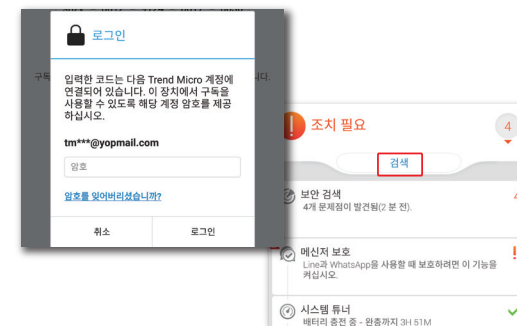 로그인
구독
니다.
입력한 코드는 다음 Trend Micro 계정에
연결되어 있습니다. 이 장치에서 구독을
사용할 수 있도록 해당 계정 암호를 제공
하십시오.
tm***@yopmail.com
암호
암호를 잊어버리셨습니까?
취소
로그인
조치 필요
4
검색
보안 검색
4개 문제점이 발견됨(2 분 전).
메신저 보호
Line과 WhatsApp을 사용할 때 보호하려면 이 기능을
켜십시오.
시스템 튜너
배터리 충전 중 - 완충까지 3H 51M